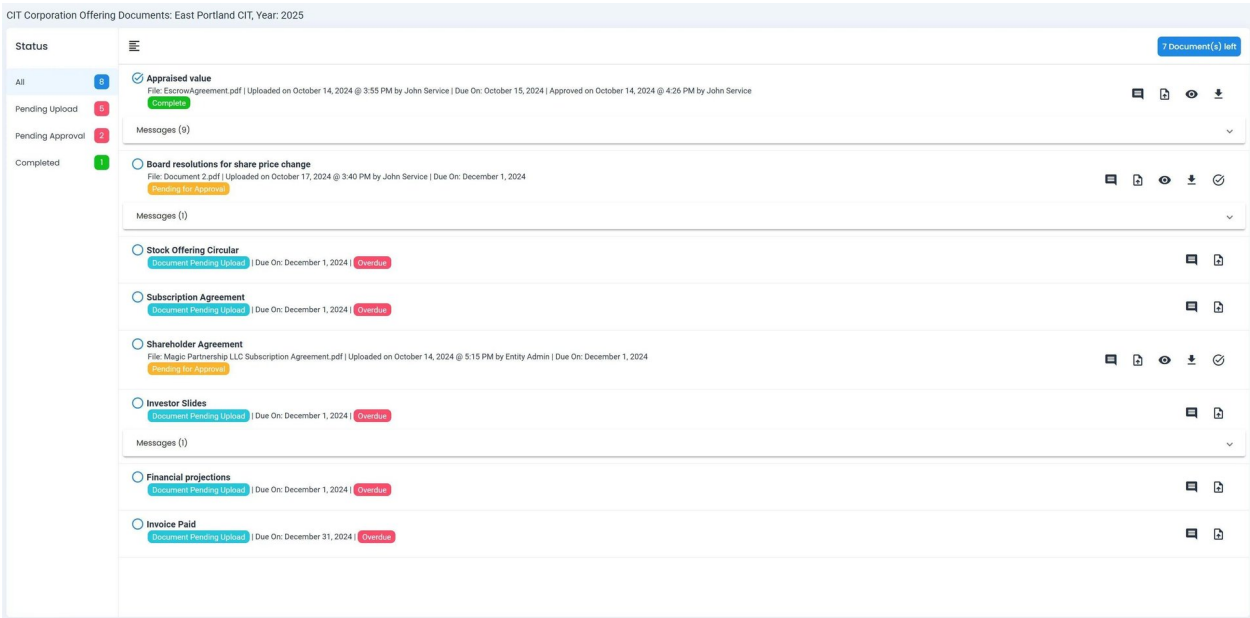 CIT Corporation Offering Documents: East Portland CIT, Year: 2025
Status
7 Document(s) left
All 8
Pending Upload 5
Pending Approval 2
Completed 1
Appraised value
File: EscrowAgreement.pdf | Uploaded on October 14, 2024 @ 3:55 PM by John Service | Due On: October 15, 2024 | Approved on October 14, 2024 @ 4:26 PM by John Service
Complete
Messages (9)
Board resolutions for share price change
File: Document 2.pdf | Uploaded on October 17, 2024 @ 3:40 PM by John Service | Due On: December 1, 2024
Pending for Approval
Messages (1)
Stock Offering Circular
Document Pending Upload | Due On: December 1, 2024 | Overdue
Subscription Agreement
Document Pending Upload | Due On: December 1, 2024 | Overdue
Shareholder Agreement
File: Magic Partnership LLC Subscription Agreement.pdf | Uploaded on October 14, 2024 @ 5:15 PM by Entity Admin | Due On: December 1, 2024
Pending for Approval
Investor Slides
Document Pending Upload | Due On: December 1, 2024 | Overdue
Messages (1)
Financial projections
Document Pending Upload | Due On: December 1, 2024 | Overdue
Invoice Paid
Document Pending Upload | Due On: December 31, 2024 | Overdue